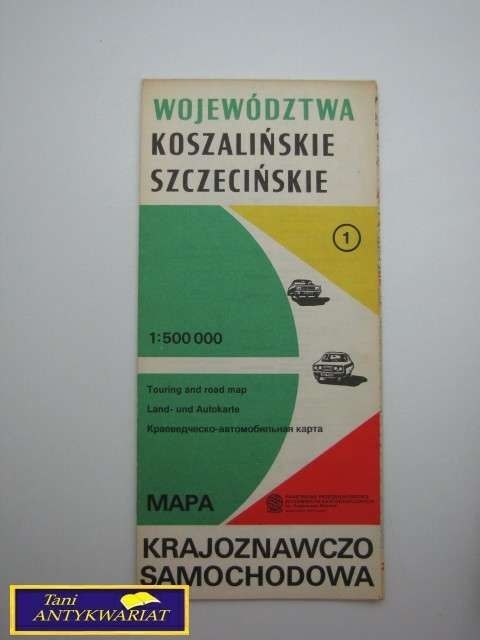 WOJEWÓDZTWA
KOSZALIŃSKIE
SZCZECIŃSKIE
1
1:500 000
Touring and road map
Land- und Autokarte
Краеведческо-автомобильная карта
MAPA
KRAJOZNAWCZO
SAMOCHODOWA
Tani
ANTYKWARIAT